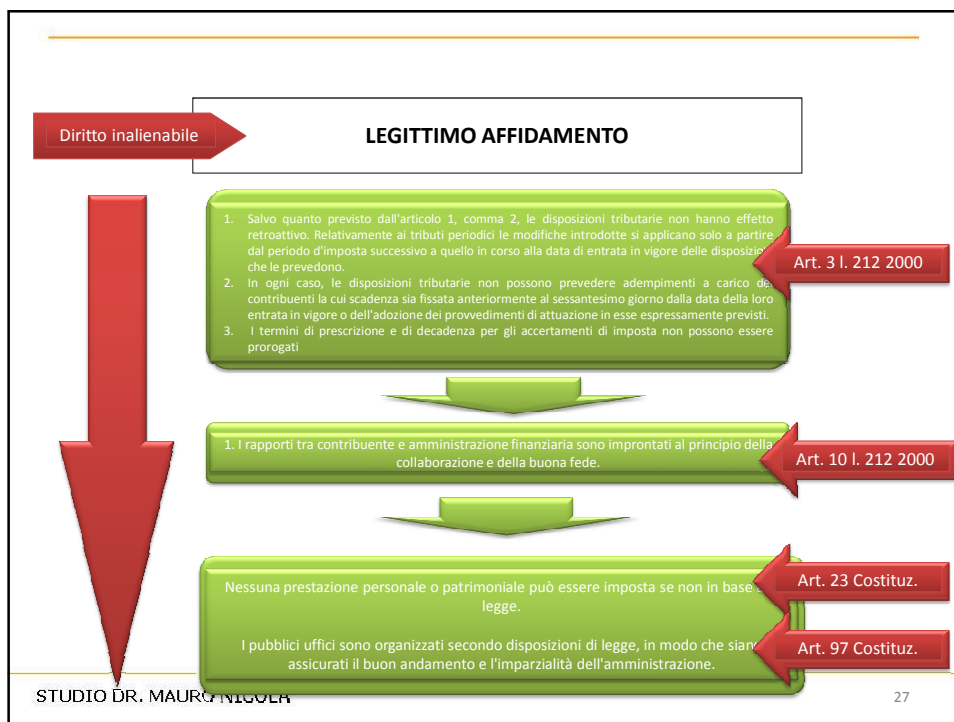 Diritto inalienabile
LEGITTIMO AFFIDAMENTO
1. Salvo quanto previsto dall'articolo 1, comma 2, le disposizioni tributarie non hanno effetto
retroattivo. Relativamente ai tributi periodici le modifiche introdotte si applicano solo a partire
dal periodo d'imposta successivo a quello in corso alla data di entrata in vigore delle disposizioni
che le prevedono.
2. In ogni caso, le disposizioni tributarie non possono prevedere adempimenti a carico dei
contribuenti la cui scadenza sia fissata anteriormente al sessantesimo giorno dalla data della loro
entrata in vigore o dell'adozione dei provvedimenti di attuazione in esse espressamente previsti.
3. I termini di prescrizione e di decadenza per gli accertamenti di imposta non possono essere
prorogati
Art. 3 l. 212 2000
1. I rapporti tra contribuente e amministrazione finanziaria sono improntati al principio della
collaborazione e della buona fede.
Art. 10 l. 212 2000
Nessuna prestazione personale o patrimoniale può essere imposta se non in base
legge.
Art. 23 Costituz.
I pubblici uffici sono organizzati secondo disposizioni di legge, in modo che siano
assicurati il buon andamento e l'imparzialità dell'amministrazione.
Art. 97 Costituz.
STUDIO DR. MAURO NICOLA
27